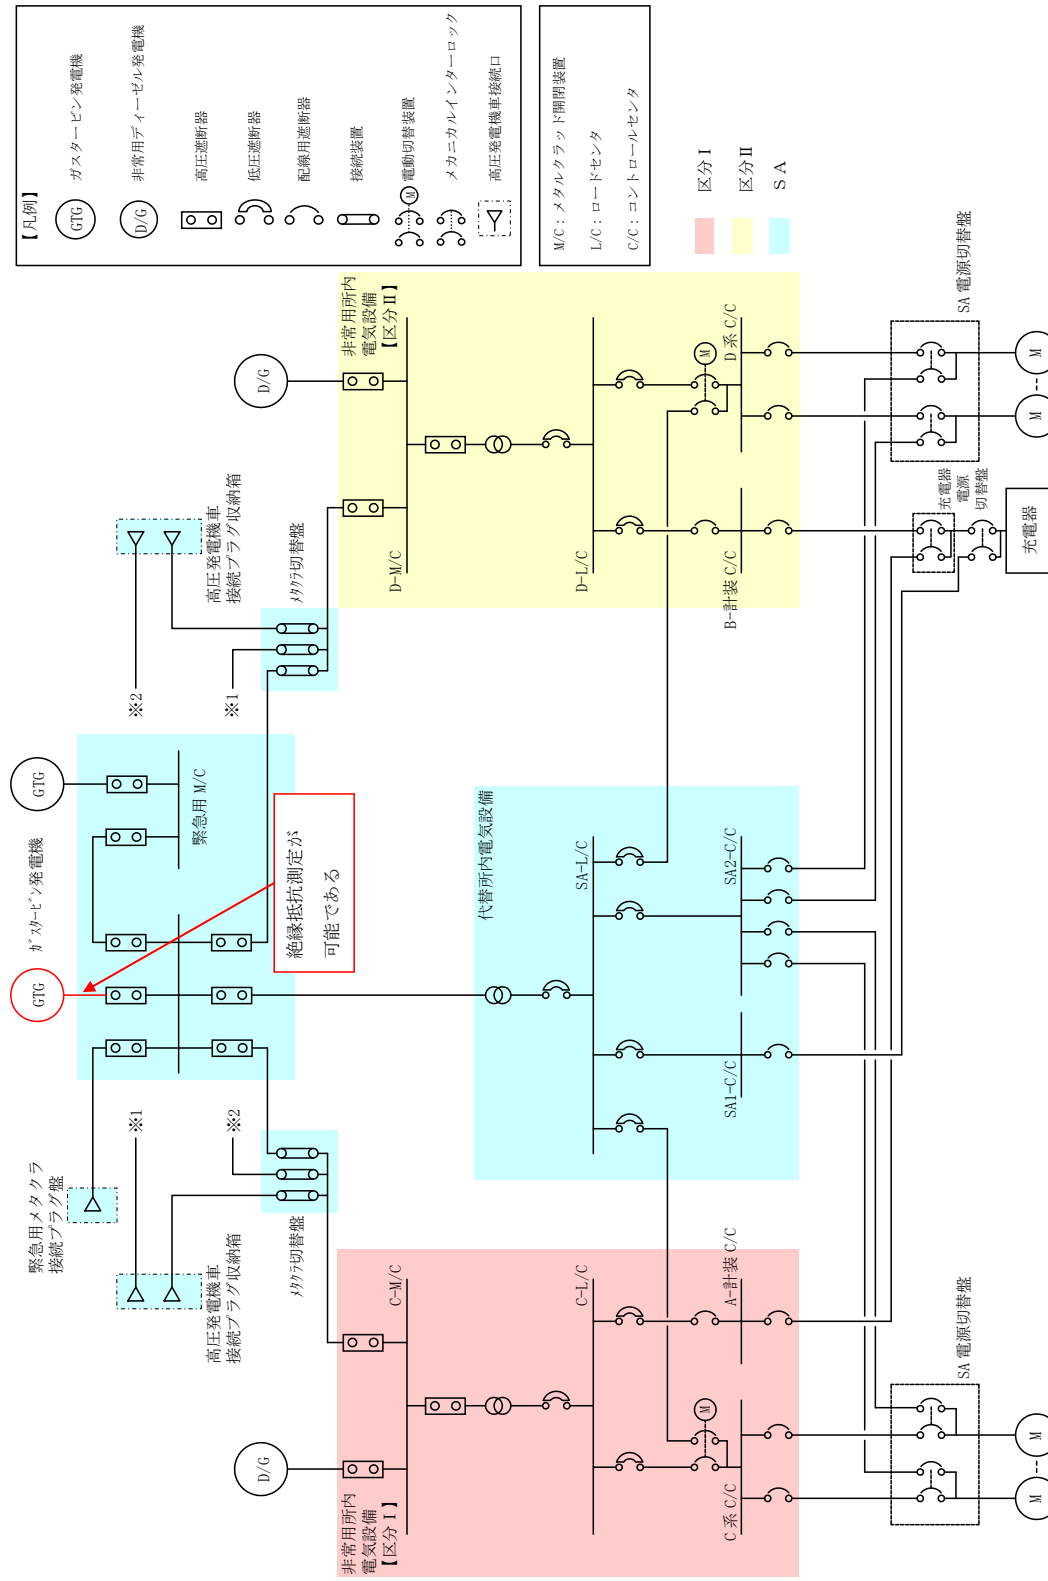 【凡例】
GTG
ガスタービン発電機
D/G
非常用ディーゼル発電機
高圧遮断器
低圧遮断器
配線用遮断器
接続装置
M
電動切替装置
メカニカルインターロック
高圧発電機車接続口
M/C：メタルクラッド開閉装置
L/C：ロードセンタ
C/C：コントロールセンタ
区分Ⅰ
区分Ⅱ
ＳＡ
緊急用メタクラ
接続プラグ盤
GTG
ｶﾞｽﾀｰﾋﾞﾝ発電機
GTG
緊急用 M/C
絶縁抵抗測定が
可能である
※1
※2
高圧発電機車
接続プラグ収納箱
ﾒﾀｸﾗ切替盤
※2
※1
高圧発電機車
接続プラグ収納箱
ﾒﾀｸﾗ切替盤
D/G
非常用所内
電気設備
【区分Ⅰ】
C-M/C
C-L/C
M
C 系 C/C
A-計装 C/C
代替所内電気設備
SA-L/C
SA1-C/C
SA2-C/C
D/G
非常用所内
電気設備
【区分Ⅱ】
D-M/C
D-L/C
M
B-計装 C/C
D 系 C/C
SA 電源切替盤
M
M
充電器
電源
切替盤
充電器
SA 電源切替盤
M
M